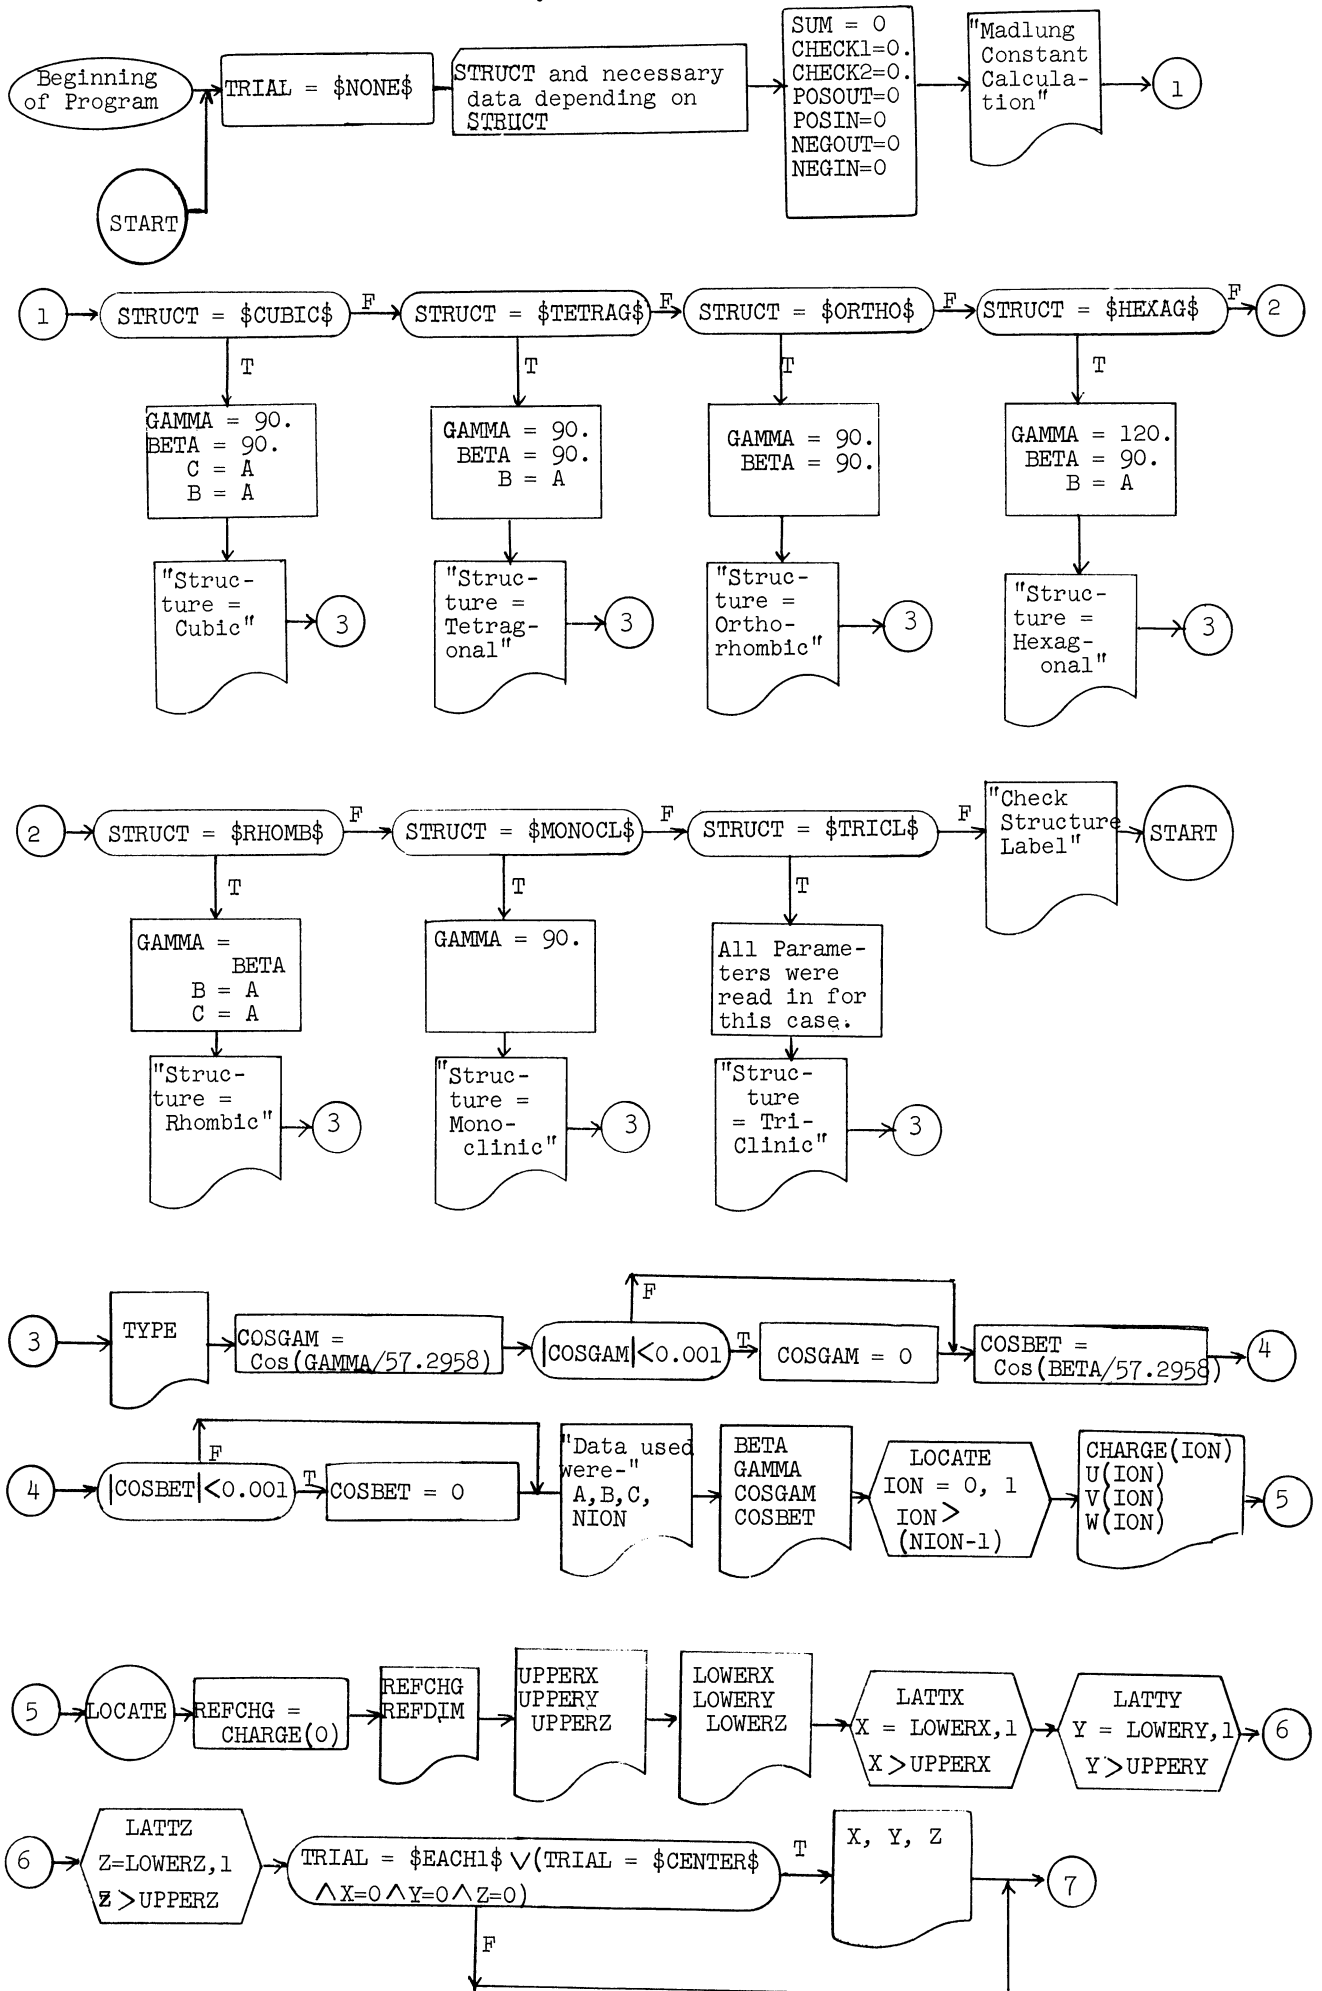 Beginning
of Program
TRIAL = $NONE$
STRUCT and necessary
data depending on
STRUCT
SUM = 0
CHECK1=0.
CHECK2=0.
POSOUT=0
POSIN=0
NEGOUT=0
NEGIN=0
"Madlung
Constant
Calcula-
tion"
1
START
1
STRUCT = $CUBIC$
F
STRUCT = $TETRAG$
F
STRUCT = $ORTHO$
F
STRUCT = $HEXAG$
F
2
T
T
T
T
GAMMA = 90.
BETA = 90.
C = A
B = A
GAMMA = 90.
BETA = 90.
B = A
GAMMA = 90.
BETA = 90.
GAMMA = 120.
BETA = 90.
B = A
"Struc-
ture =
Cubic"
3
"Struc-
ture =
Tetrag-
onal"
3
"Struc-
ture =
Ortho-
rhombic"
3
"Struc-
ture =
Hexag-
onal"
3
2
STRUCT = $RHOMB$
F
STRUCT = $MONOCL$
F
STRUCT = $TRICL$
F
"Check
Structure
Label"
START
T
T
T
GAMMA =
BETA
B = A
C = A
GAMMA = 90.
All Parame-
ters were
read in for
this case.
"Struc-
ture =
Rhombic"
3
"Struc-
ture =
Mono-
clinic"
3
"Struc-
ture
= Tri-
Clinic"
3
3
TYPE
COSGAM =
Cos(GAMMA/57.2958)
|COSGAM|<0.001
F
T
COSGAM = 0
COSBET =
Cos(BETA/57.2958)
4
4
|COSBET|<0.001
F
T
COSBET = 0
"Data used
were-"
A,B,C,
NION
BETA
GAMMA
COSGAM
COSBET
LOCATE
ION = 0, 1
ION >
(NION-1)
CHARGE(ION)
U(ION)
V(ION)
W(ION)
5
5
LOCATE
REFCHG =
CHARGE(0)
REFCHG
REFDIM
UPPERX
UPPERY
UPPERZ
LOWERX
LOWERY
LOWERZ
LATTX
X = LOWERX,1
X > UPPERX
LATTY
Y = LOWERY,1
Y > UPPERY
6
6
LATTZ
Z=LOWERZ,1
Z > UPPERZ
TRIAL = $EACH1$ ∨ (TRIAL = $CENTER$
∧ X=0 ∧ Y=0 ∧ Z=0)
T
X, Y, Z
7
F